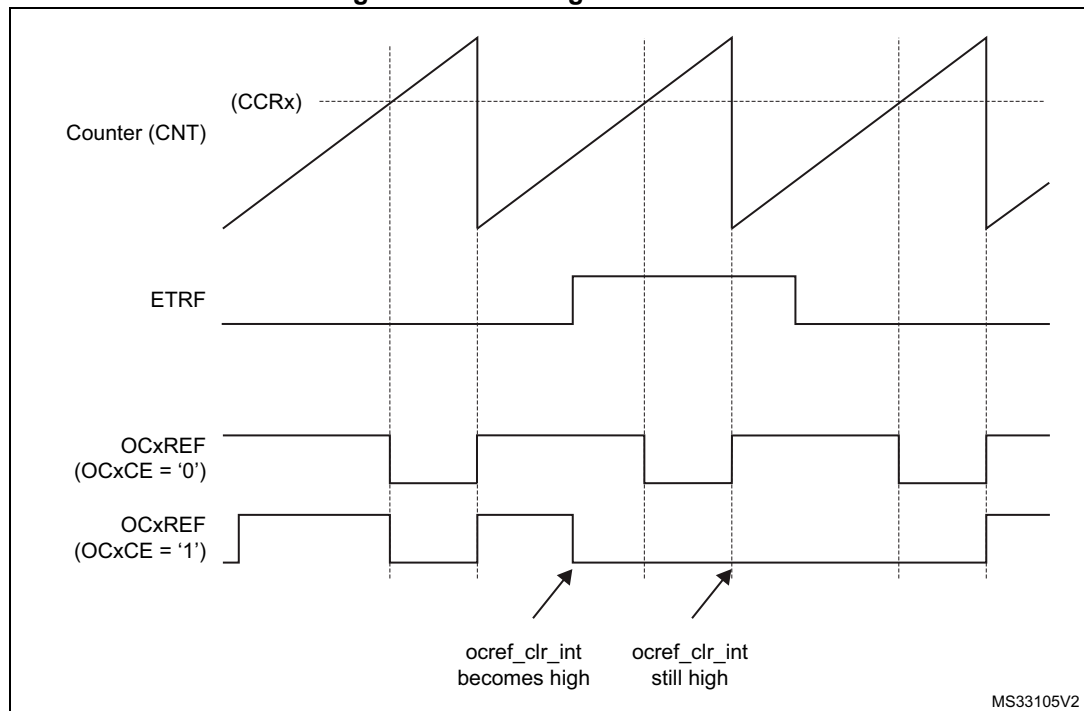 (CCRx)
Counter (CNT)
ETRF
OCxREF
(OCxCE = ‘0’)
OCxREF
(OCxCE = ‘1’)
ocref_clr_int
becomes high
ocref_clr_int
still high
MS33105V2